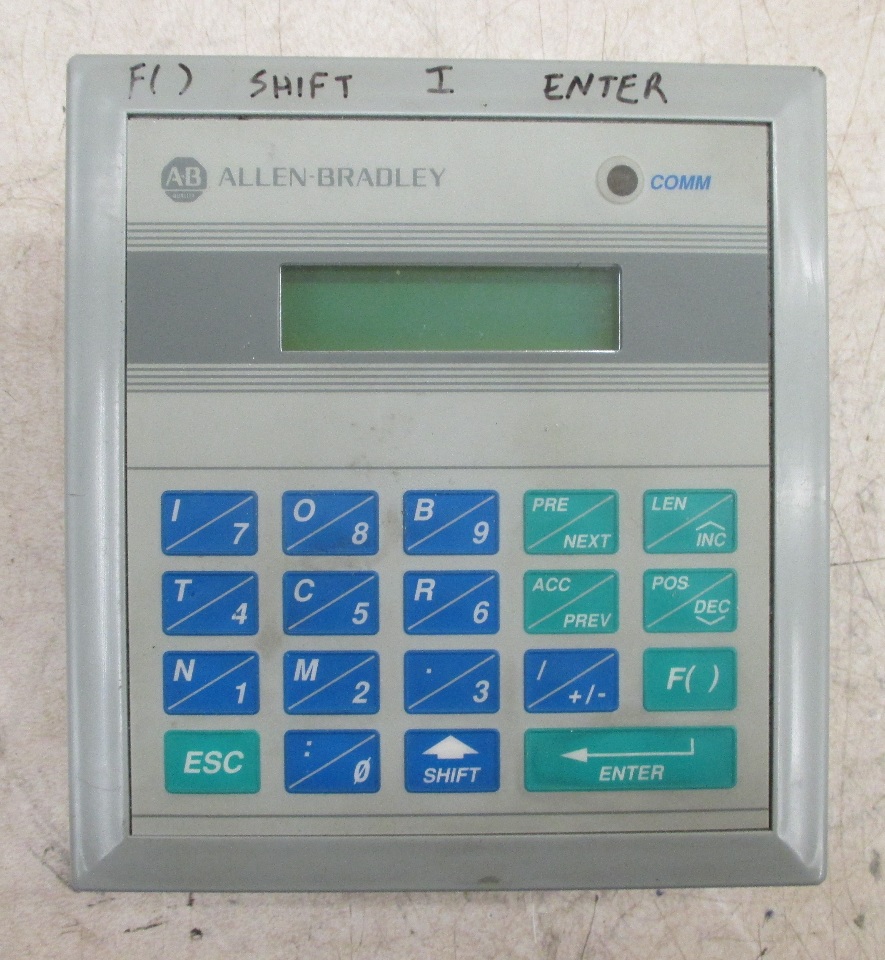 F( ) SHIFT I ENTER
A·B ALLEN-BRADLEY COMM
I 7 O 8 B 9 PRE NEXT LEN INC
T 4 C 5 R 6 ACC PREV POS DEC
N 1 M 2 . 3 / +/- F( )
ESC : Ø SHIFT ENTER